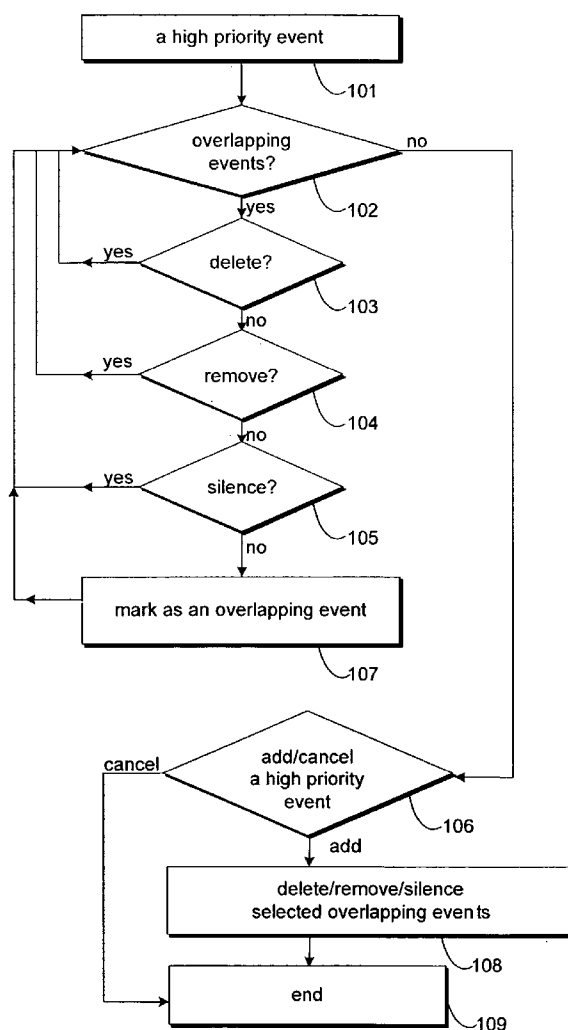 a high priority event
101
overlapping
events?
no
102
yes
yes
delete?
103
no
yes
remove?
104
no
yes
silence?
105
no
mark as an overlapping event
107
cancel
add/cancel
a high priority
event
106
add
delete/remove/silence
selected overlapping events
108
end
109